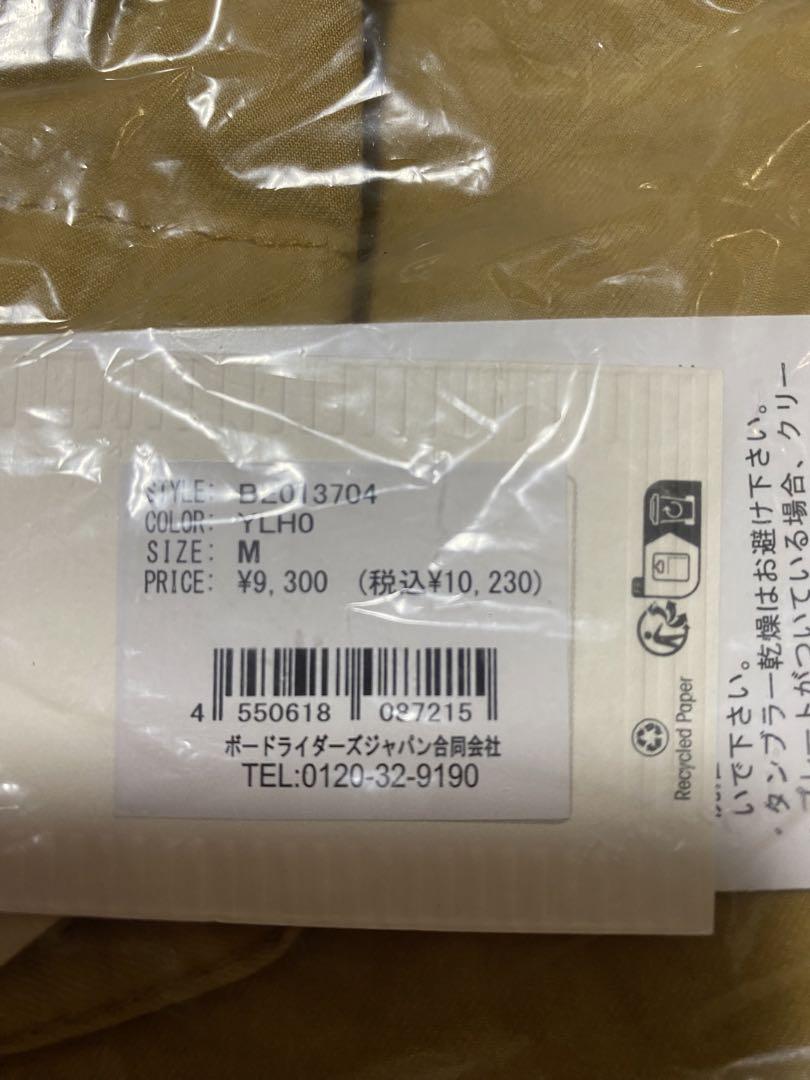 STYLE: BE013704
COLOR: YLH0
SIZE: M
PRICE: ¥9,300 (税込¥10,230)
4 550618 087215
ボードライダーズジャパン合同会社
TEL:0120-32-9190
Recycled Paper
いで下さい。
・タンブラー乾燥はお避け下さい。
プレートがついている場合、クリー